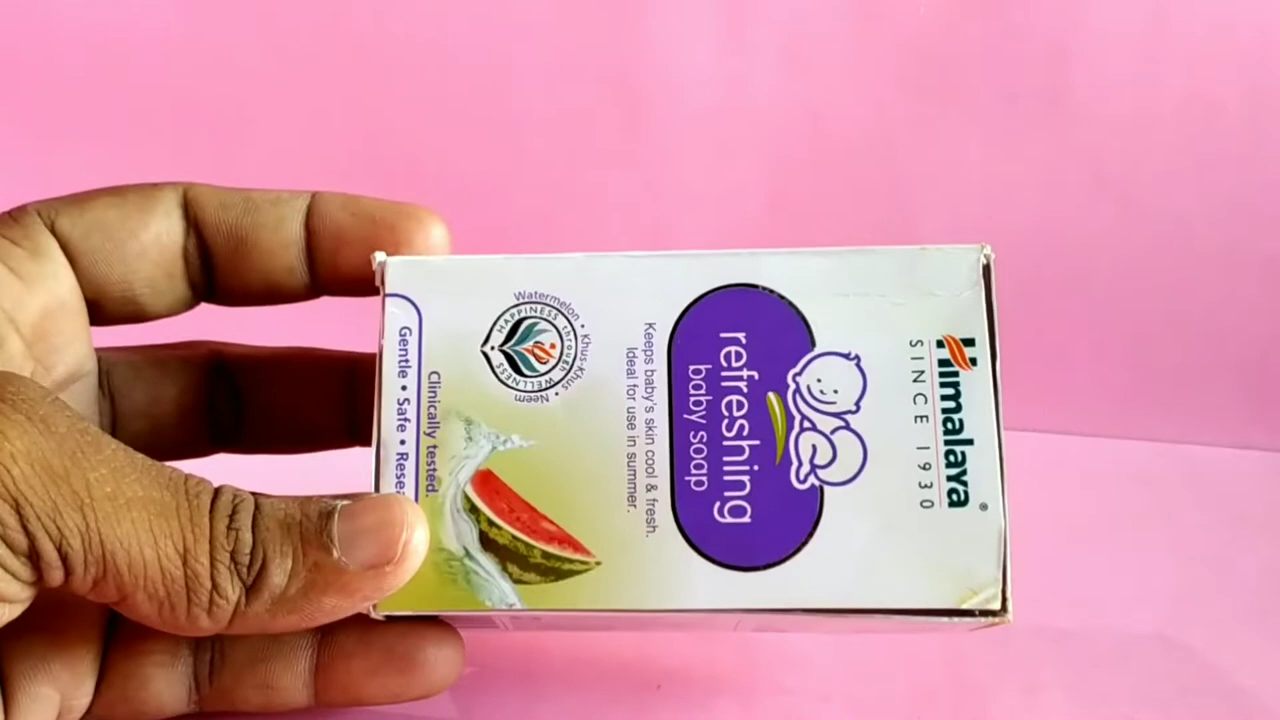 Himalaya®
SINCE 1930
refreshing
baby soap
Keeps baby's skin cool & fresh.
Ideal for use in summer.
Watermelon • Khus-Khus • Neem
HAPPINESS through WELLNESS
Clinically tested.
Gentle • Safe •